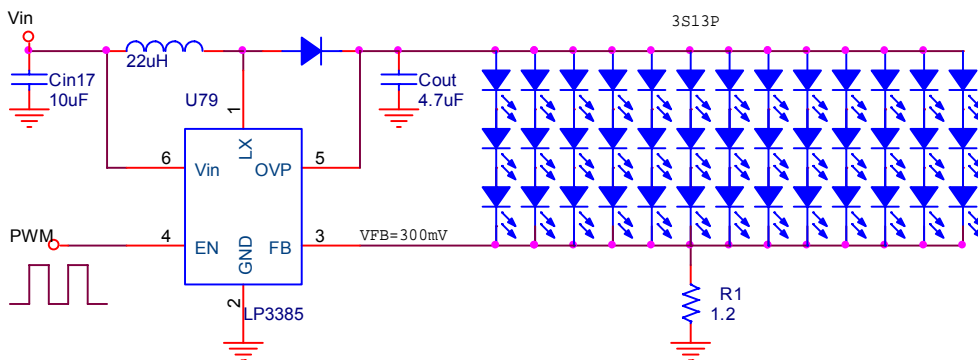 Vin
3S13P
22uH
Cin17
10uF
Cout
4.7uF
U79
1
LX
6
Vin
OVP
5
PWM
4
EN
GND
FB
3
VFB=300mV
2
LP3385
R1
1.2